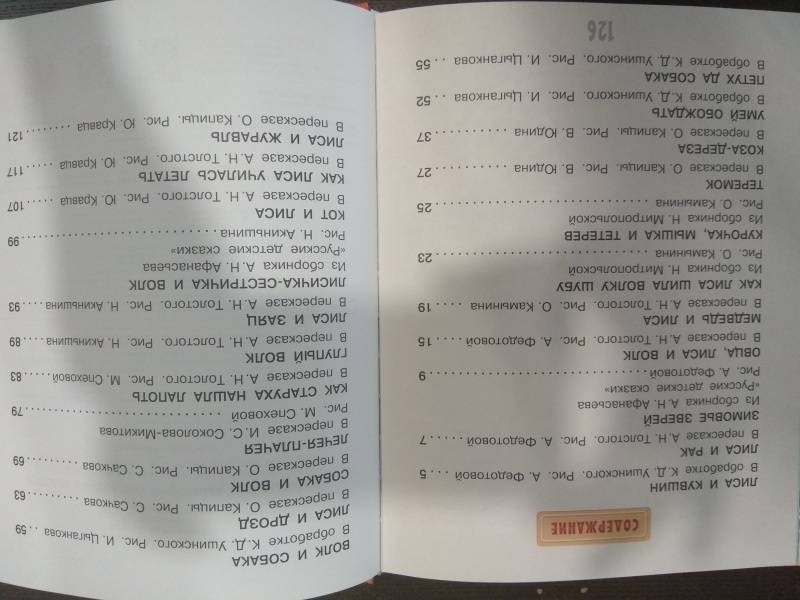 СОДЕРЖАНИЕ
ЛИСА И КУВШИН
В обработке К.Д. Ушинского. Рис. А. Федотовой . . . 5
ЛИСА И РАК
В пересказе А.Н. Толстого. Рис. А. Федотовой . . . . . 7
ЗИМОВЬЕ ЗВЕРЕЙ
Из сборника А.Н. Афанасьева
«Русские детские сказки»
Рис. А. Федотовой . . . . . . . . . . . . . . . . . . . . . . . . 9
ОВЦА, ЛИСА И ВОЛК
В пересказе А.Н. Толстого. Рис. А. Федотовой . . . . 15
МЕДВЕДЬ И ЛИСА
В пересказе А.Н. Толстого. Рис. О. Камынина . . . . 19
КАК ЛИСА ШИЛА ВОЛКУ ШУБУ
Из сборника Н. Митропольской
Рис. О. Камынина . . . . . . . . . . . . . . . . . . . . . . . . 23
КУРОЧКА, МЫШКА И ТЕТЕРЕВ
Из сборника Н. Митропольской
Рис. О. Камынина . . . . . . . . . . . . . . . . . . . . . . . . 25
ТЕРЕМОК
В пересказе О. Капицы. Рис. В. Юдина . . . . . . . . . 27
КОЗА-ДЕРЕЗА
В пересказе О. Капицы. Рис. В. Юдина . . . . . . . . . 37
УМЕЙ ОБОЖДАТЬ
В обработке К.Д. Ушинского. Рис. И. Цыганкова . . . 52
ПЕТУХ ДА СОБАКА
В обработке К.Д. Ушинского. Рис. И. Цыганкова . . . 55
126
ВОЛК И СОБАКА
В обработке К.Д. Ушинского. Рис. И. Цыганкова . . 59
ЛИСА И ДРОЗД
В пересказе О. Капицы. Рис. С. Сачкова . . . . . . . . 63
СОБАКА И ВОЛК
В пересказе О. Капицы. Рис. С. Сачкова . . . . . . . . 69
ЛЕЧЕЯ-ПЛАЧЕЯ
В пересказе И.С. Соколова-Микитова
Рис. М. Спеховой . . . . . . . . . . . . . . . . . . . . . . . . 79
КАК СТАРУХА НАШЛА ЛАПОТЬ
В пересказе А.Н. Толстого. Рис. М. Спеховой . . . . . 83
ГЛУПЫЙ ВОЛК
В пересказе А.Н. Толстого. Рис. Н. Акиньшина . . . . 89
ЛИСА И ЗАЯЦ
В пересказе А.Н. Толстого. Рис. Н. Акиньшина . . . . 93
ЛИСИЧКА-СЕСТРИЧКА И ВОЛК
Из сборника А.Н. Афанасьева
«Русские детские сказки»
Рис. Н. Акиньшина . . . . . . . . . . . . . . . . . . . . . . . . 99
КОТ И ЛИСА
В пересказе А.Н. Толстого. Рис. Ю. Кравца . . . . . . 107
КАК ЛИСА УЧИЛАСЬ ЛЕТАТЬ
В пересказе А.Н. Толстого. Рис. Ю. Кравца . . . . . . 117
ЛИСА И ЖУРАВЛЬ
В пересказе О. Капицы. Рис. Ю. Кравца . . . . . . . . 121